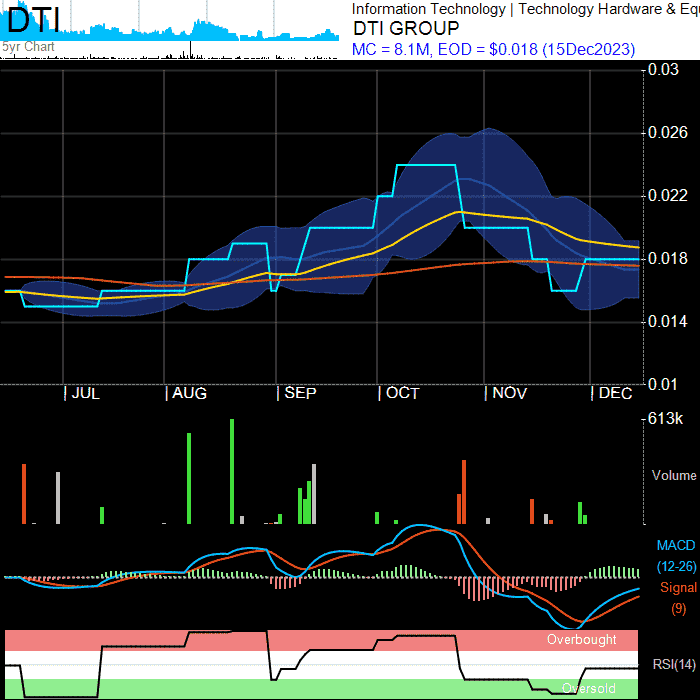 DTI
5yr Chart
Information Technology | Technology Hardware & Equ
DTI GROUP
MC = 8.1M, EOD = $0.018 (15Dec2023)
0.03
0.026
0.022
0.018
0.014
0.01
| JUL | AUG | SEP | OCT | NOV | DEC
613k
Volume
MACD
(12-26)
Signal
(9)
Overbought
RSI(14)
Oversold